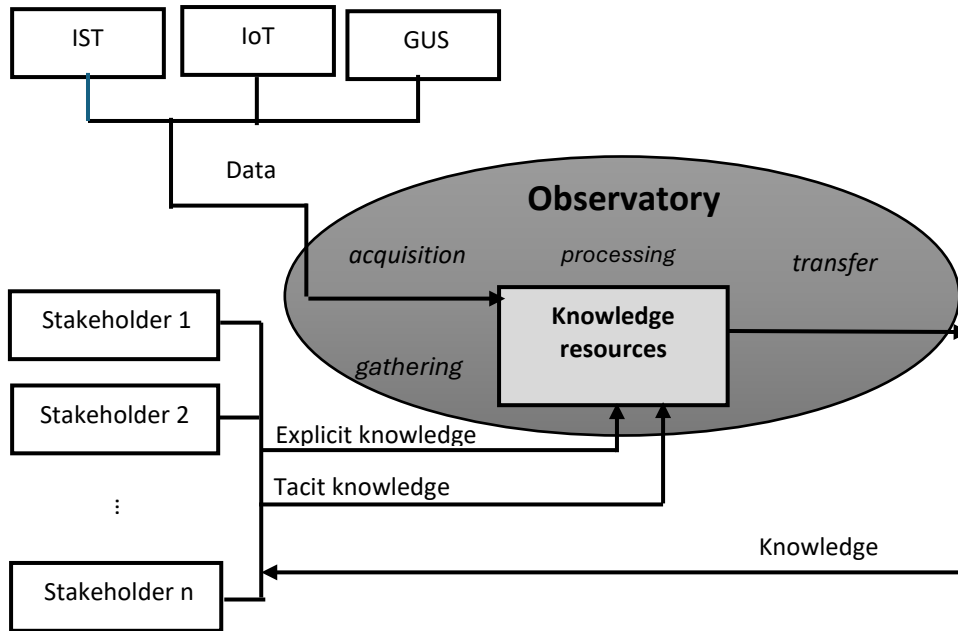 IST
IoT
GUS
Data
Observatory
acquisition
processing
transfer
Knowledge
resources
gathering
Stakeholder 1
Stakeholder 2
...
Stakeholder n
Explicit knowledge
Tacit knowledge
Knowledge